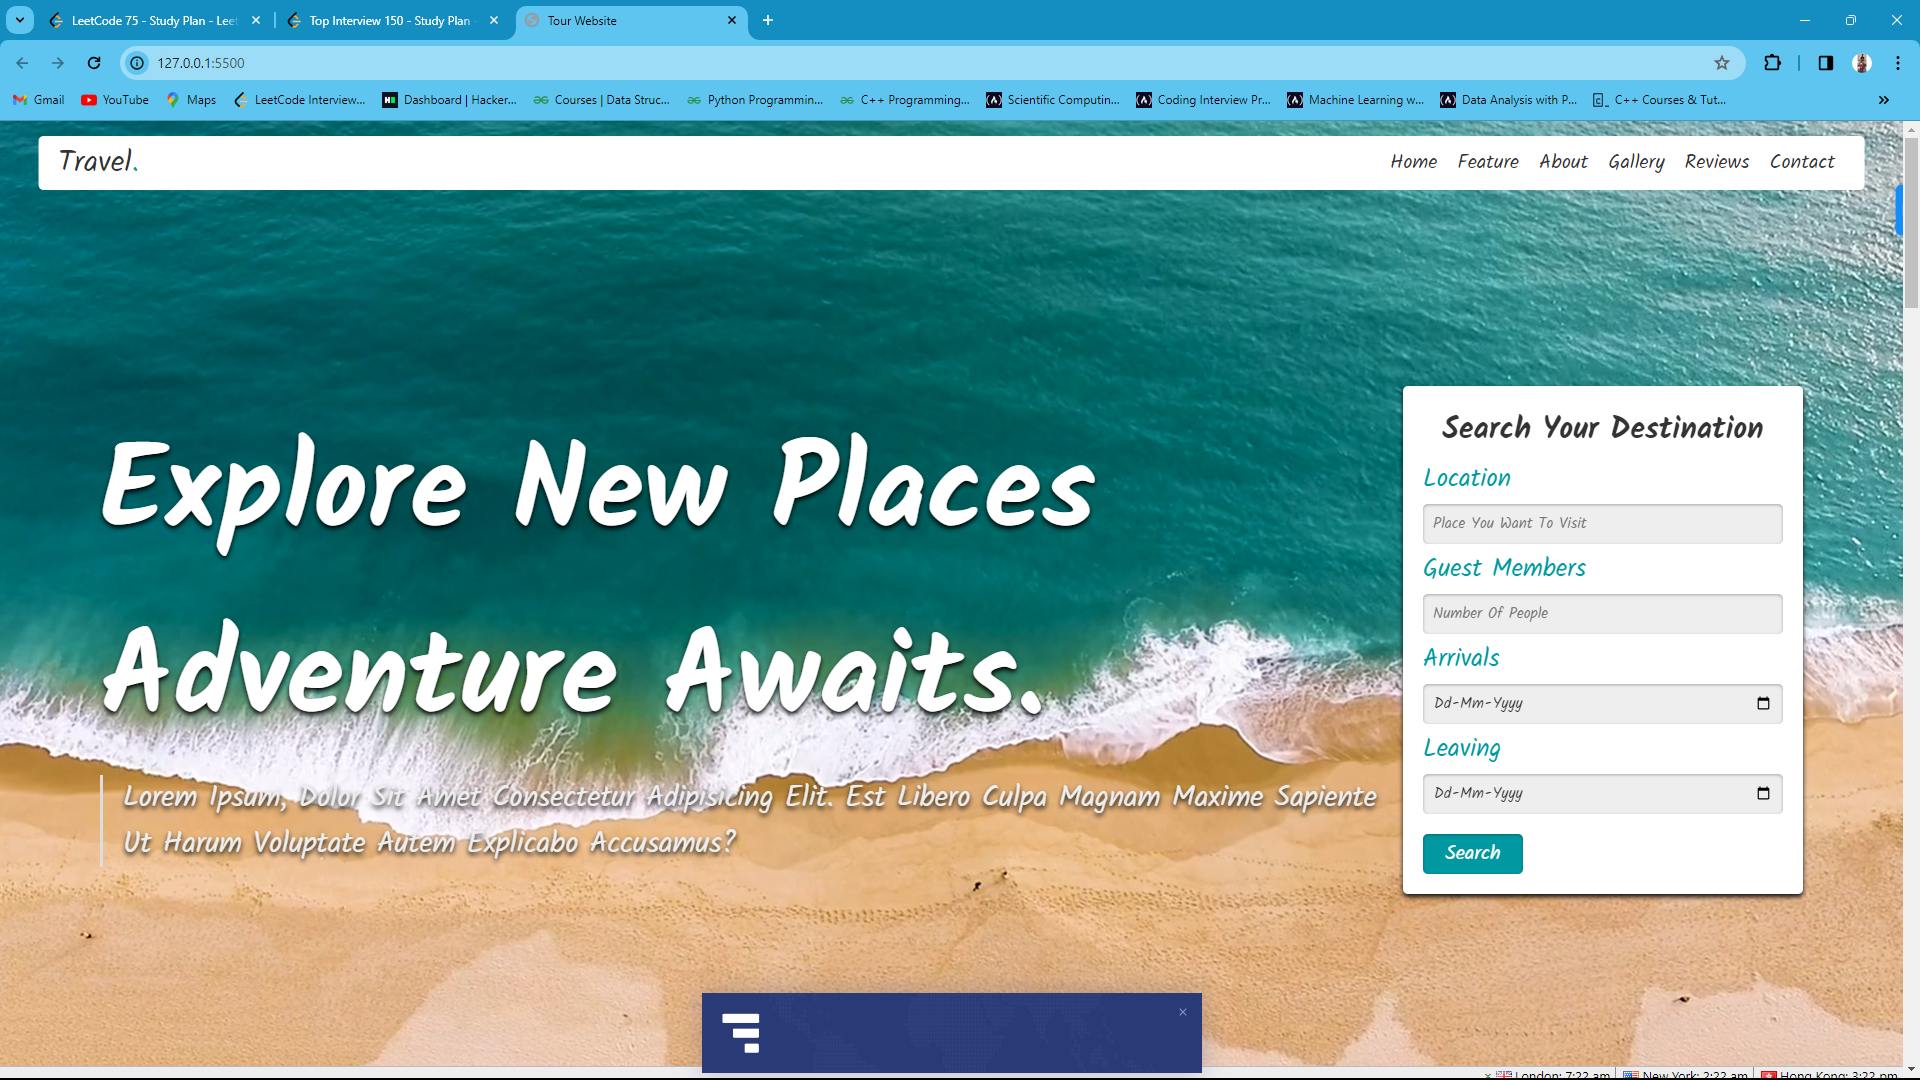 LeetCode 75 - Study Plan - Leet
Top Interview 150 - Study Plan -
Tour Website
127.0.0.1:5500
Gmail
YouTube
Maps
LeetCode Interview...
Dashboard | Hacker...
Courses | Data Struc...
Python Programmin...
C++ Programming...
Scientific Computin...
Coding Interview Pr...
Machine Learning w...
Data Analysis with P...
C++ Courses & Tut...
Travel.
Home
Feature
About
Gallery
Reviews
Contact
Explore New Places
Adventure Awaits.
Lorem Ipsum, Dolor Sit Amet Consectetur Adipisicing Elit. Est Libero Culpa Magnam Maxime Sapiente
Ut Harum Voluptate Autem Explicabo Accusamus?
Search Your Destination
Location
Place You Want To Visit
Guest Members
Number Of People
Arrivals
Dd-Mm-Yyyy
Leaving
Dd-Mm-Yyyy
Search
London: 7:22 am
New York: 2:22 am
Hong Kong: 3:22 pm